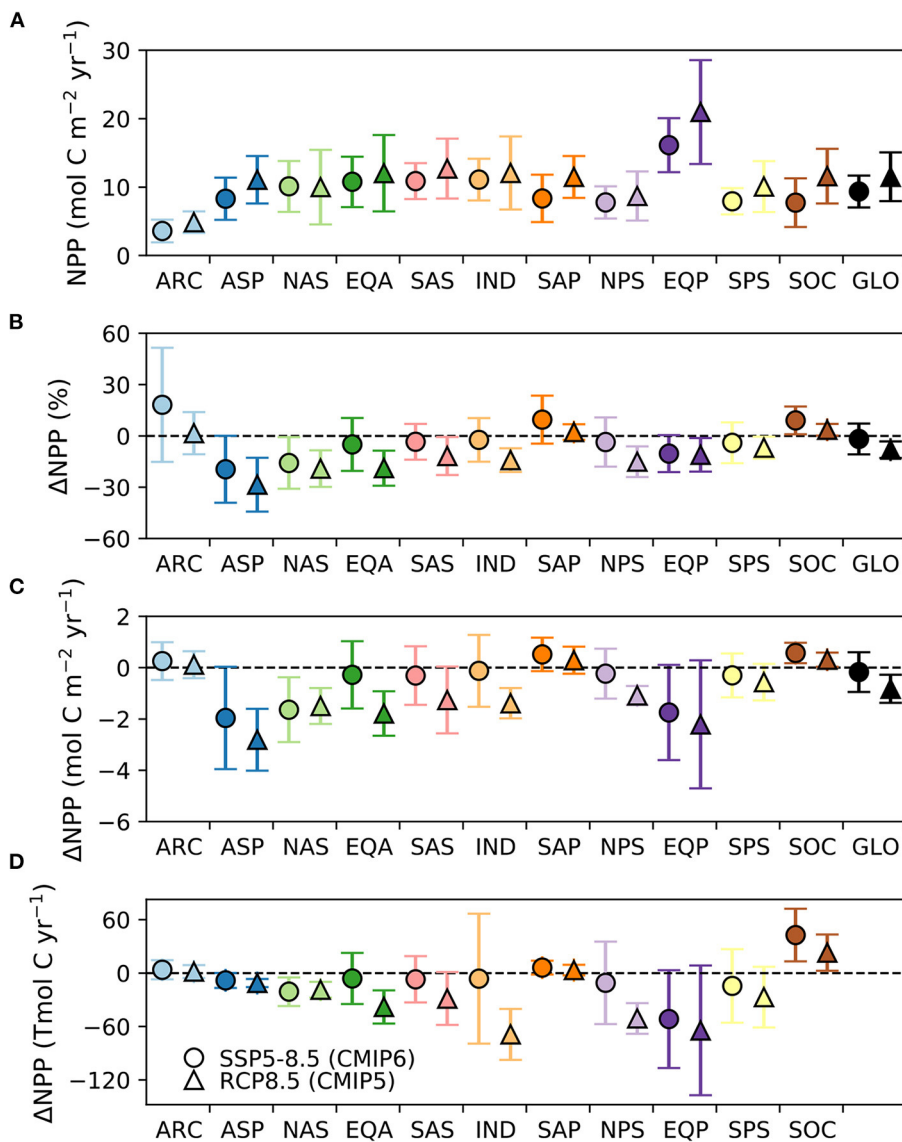 A
NPP (mol C m−2 yr−1)
30
20
10
0
ARC ASP NAS EQA SAS IND SAP NPS EQP SPS SOC GLO
B
ΔNPP (%)
60
30
0
−30
−60
ARC ASP NAS EQA SAS IND SAP NPS EQP SPS SOC GLO
C
ΔNPP (mol C m−2 yr−1)
2
0
−2
−4
−6
ARC ASP NAS EQA SAS IND SAP NPS EQP SPS SOC GLO
D
ΔNPP (Tmol C yr−1)
60
0
−60
−120
SSP5-8.5 (CMIP6)
RCP8.5 (CMIP5)
ARC ASP NAS EQA SAS IND SAP NPS EQP SPS SOC GLO